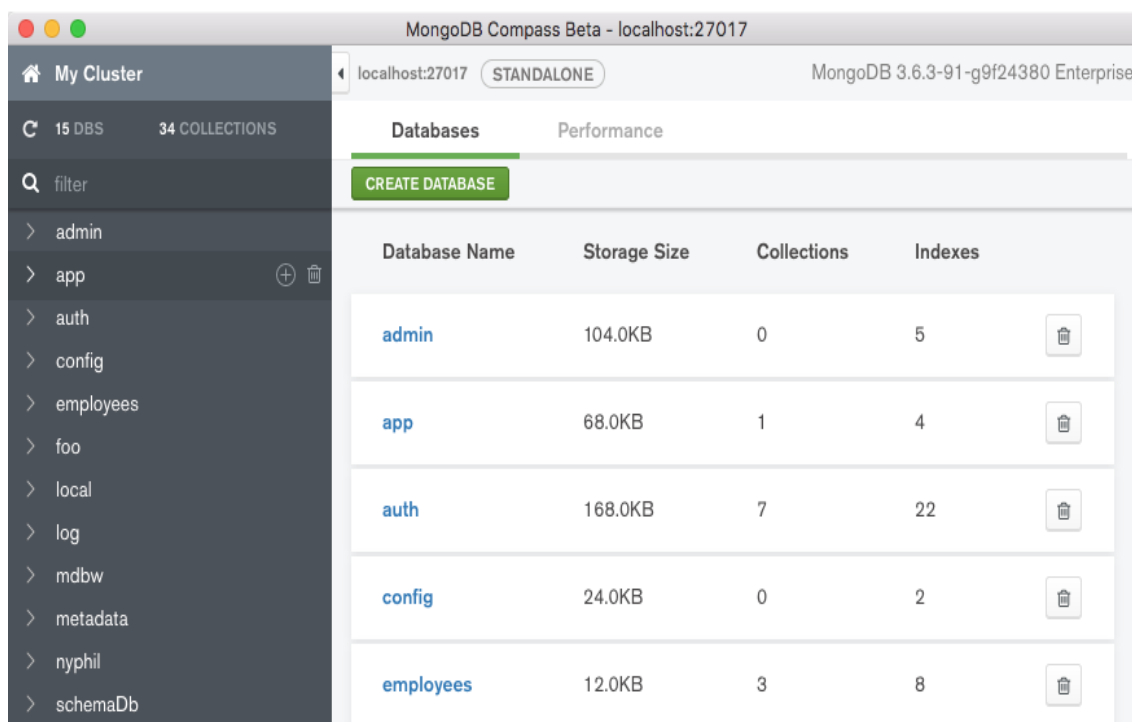 MongoDB Compass Beta - localhost:27017
My Cluster
localhost:27017 STANDALONE MongoDB 3.6.3-91-g9f24380 Enterprise
15 DBS 34 COLLECTIONS
Databases Performance
filter
CREATE DATABASE
admin
app
auth
config
employees
foo
local
log
mdbw
metadata
nyphil
schemaDb
Database Name Storage Size Collections Indexes
admin 104.0KB 0 5
app 68.0KB 1 4
auth 168.0KB 7 22
config 24.0KB 0 2
employees 12.0KB 3 8